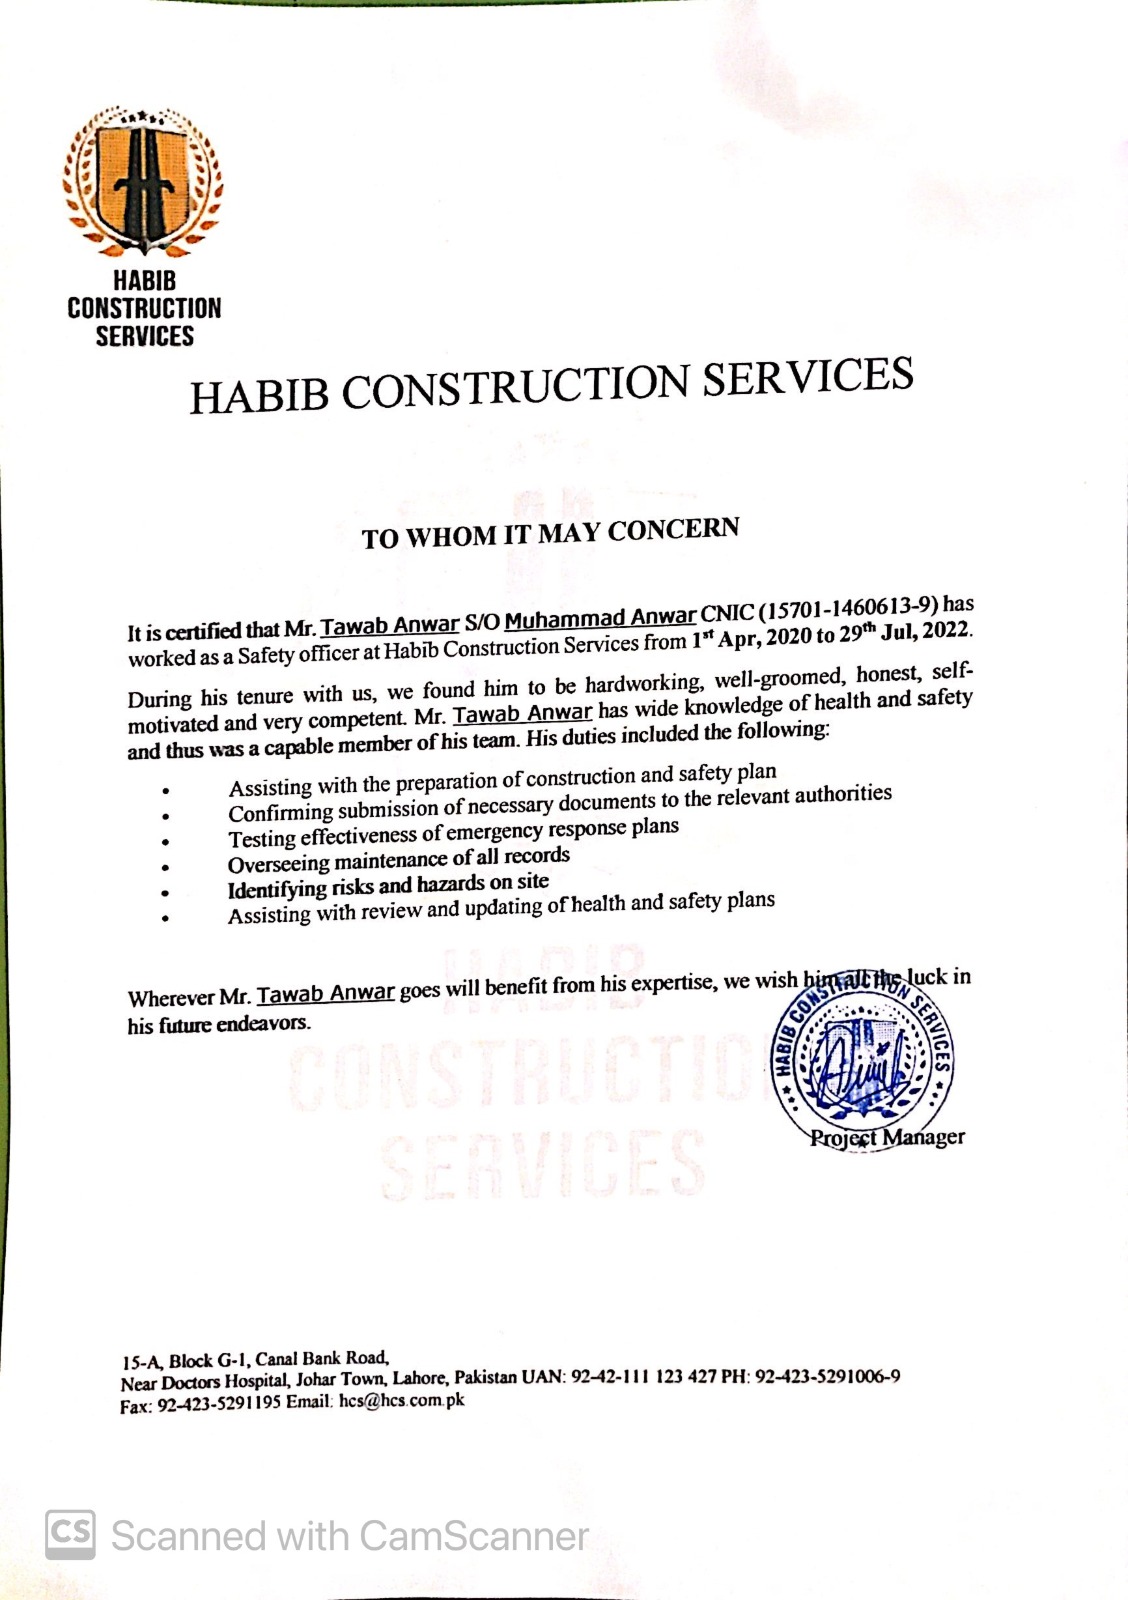 HABIB
CONSTRUCTION
SERVICES
HABIB CONSTRUCTION SERVICES
TO WHOM IT MAY CONCERN
It is certified that Mr. Tawab Anwar S/O Muhammad Anwar CNIC (15701-1460613-9) has
worked as a Safety officer at Habib Construction Services from 1st Apr, 2020 to 29th Jul, 2022.
During his tenure with us, we found him to be hardworking, well-groomed, honest, self-
motivated and very competent. Mr. Tawab Anwar has wide knowledge of health and safety
and thus was a capable member of his team. His duties included the following:
• Assisting with the preparation of construction and safety plan
• Confirming submission of necessary documents to the relevant authorities
• Testing effectiveness of emergency response plans
• Overseeing maintenance of all records
• Identifying risks and hazards on site
• Assisting with review and updating of health and safety plans
Wherever Mr. Tawab Anwar goes will benefit from his expertise, we wish him all the luck in
his future endeavors.
HABIB CONSTRUCTION SERVICES
Project Manager
HABIB
CONSTRUCTIO
SERVICES
15-A, Block G-1, Canal Bank Road,
Near Doctors Hospital, Johar Town, Lahore, Pakistan UAN: 92-42-111 123 427 PH: 92-423-5291006-9
Fax: 92-423-5291195 Email: hcs@hcs.com.pk
CS Scanned with CamScanner